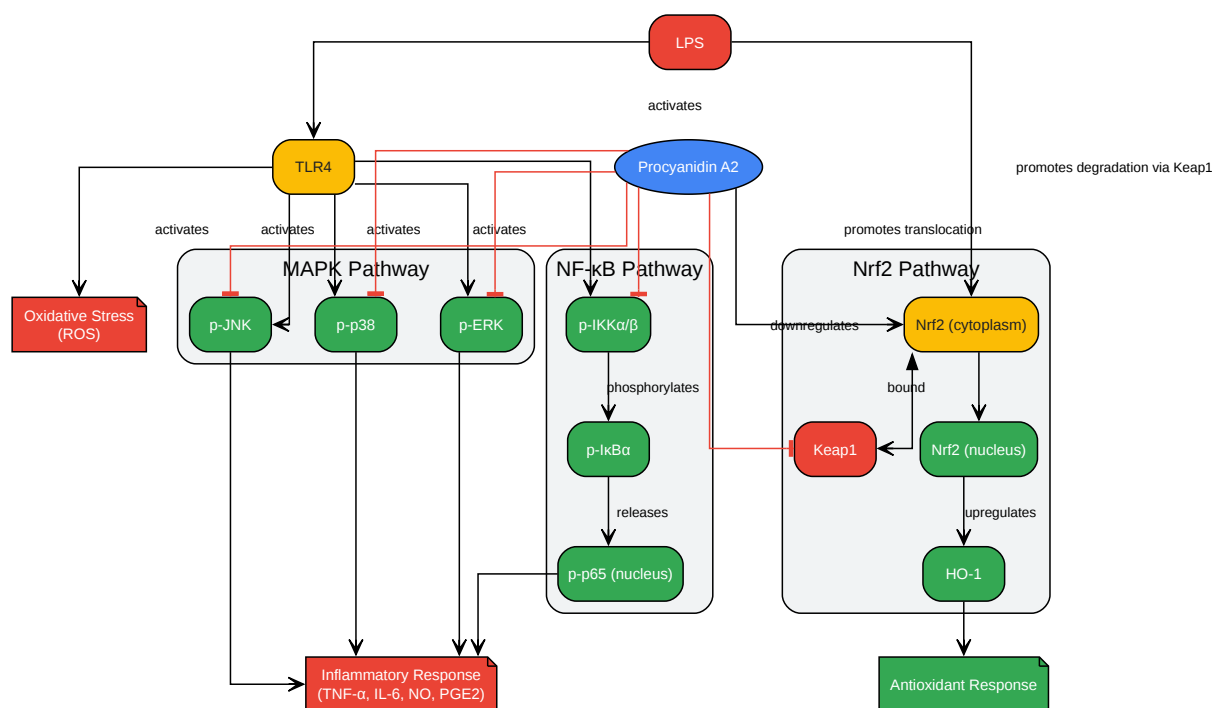 LPS
activates
TLR4
Procyanidin A2
promotes degradation via Keap1
activates
activates
activates
activates
promotes translocation
MAPK Pathway
NF-κB Pathway
Nrf2 Pathway
Oxidative Stress
(ROS)
p-JNK
p-p38
p-ERK
p-IKKα/β
downregulates
Nrf2 (cytoplasm)
phosphorylates
bound
p-IκBα
Keap1
Nrf2 (nucleus)
releases
upregulates
p-p65 (nucleus)
HO-1
Inflammatory Response
(TNF-α, IL-6, NO, PGE2)
Antioxidant Response